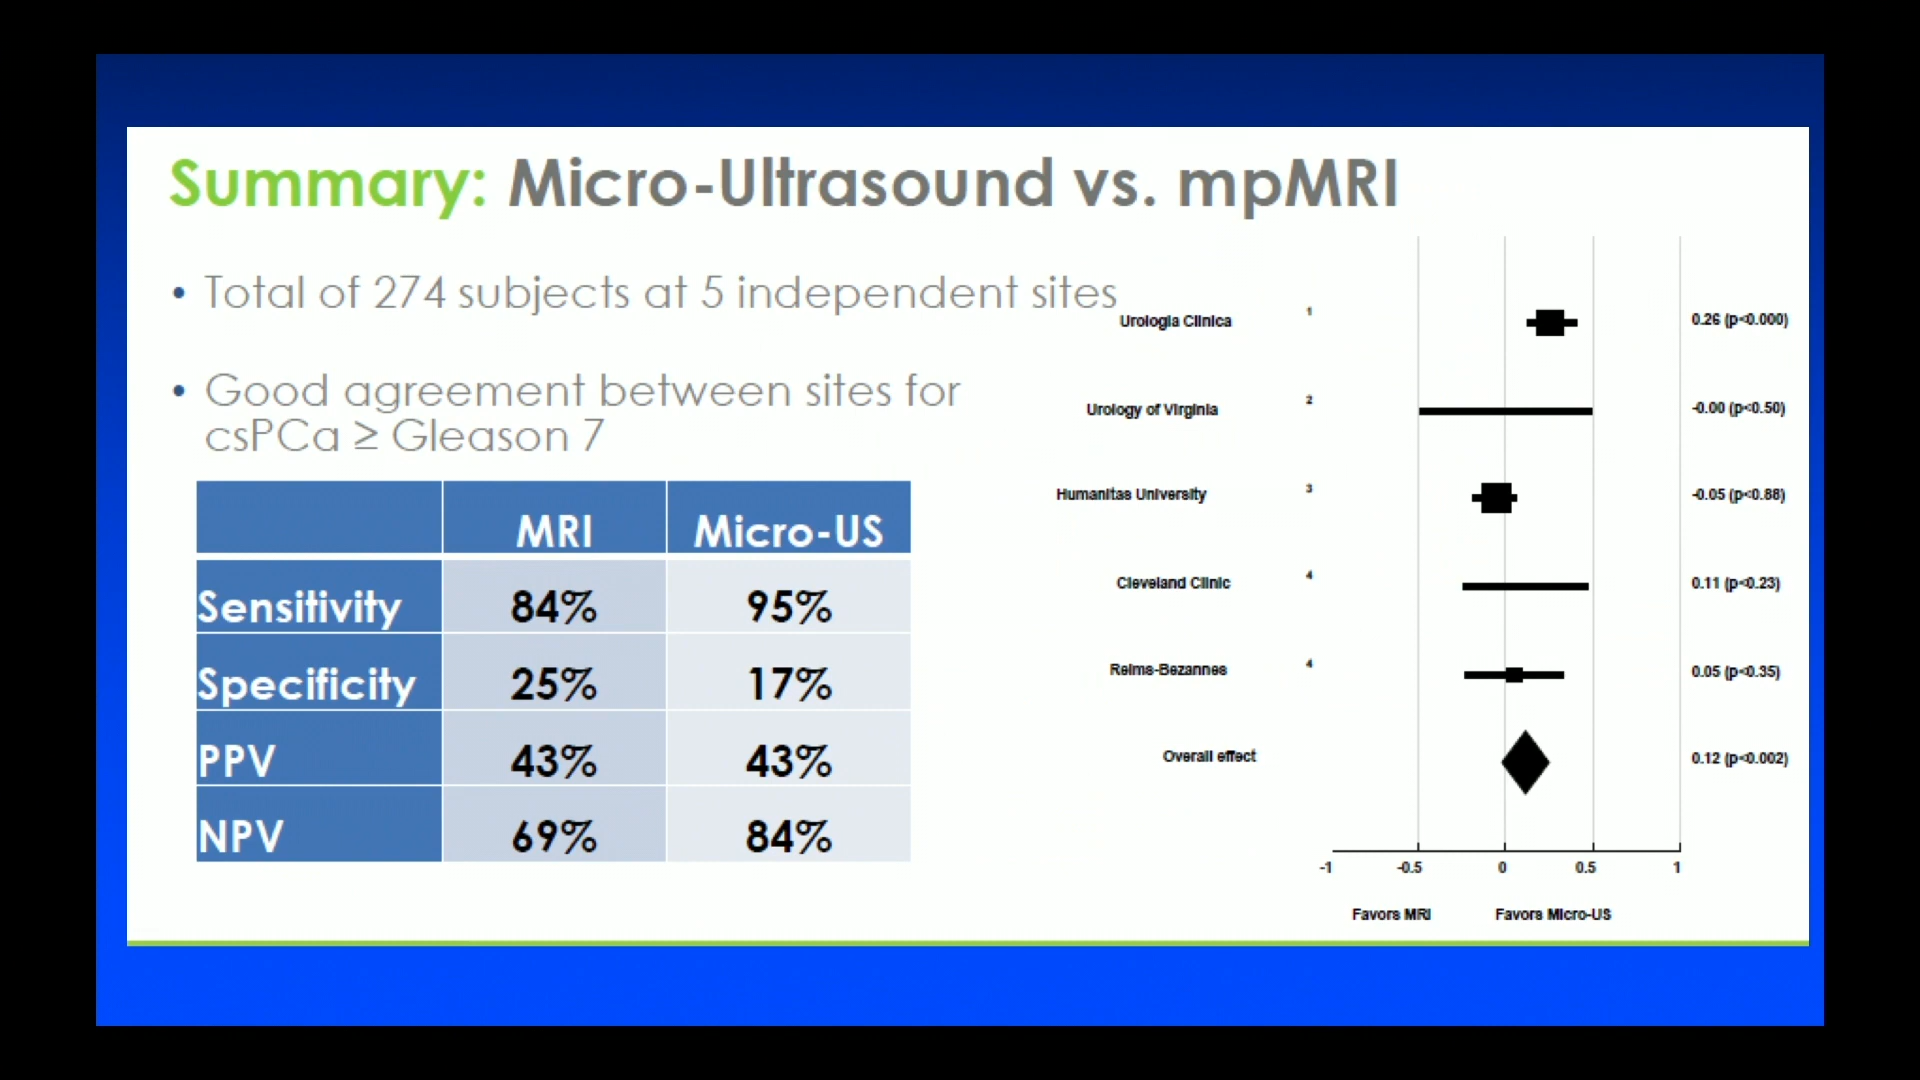 Summary: Micro-Ultrasound vs. mpMRI
• Total of 274 subjects at 5 independent sites
• Good agreement between sites for
csPCa ≥ Gleason 7
MRI Micro-US
Sensitivity 84% 95%
Specificity 25% 17%
PPV 43% 43%
NPV 69% 84%
Urologia Clinica 1 0.26 (p<0.000)
Urology of Virginia 2 -0.00 (p<0.50)
Humanitas University 3 -0.05 (p<0.88)
Cleveland Clinic 4 0.11 (p<0.23)
Reims-Bezannes 4 0.05 (p<0.35)
Overall effect 0.12 (p<0.002)
-1 -0.5 0 0.5 1
Favors MRI Favors Micro-US